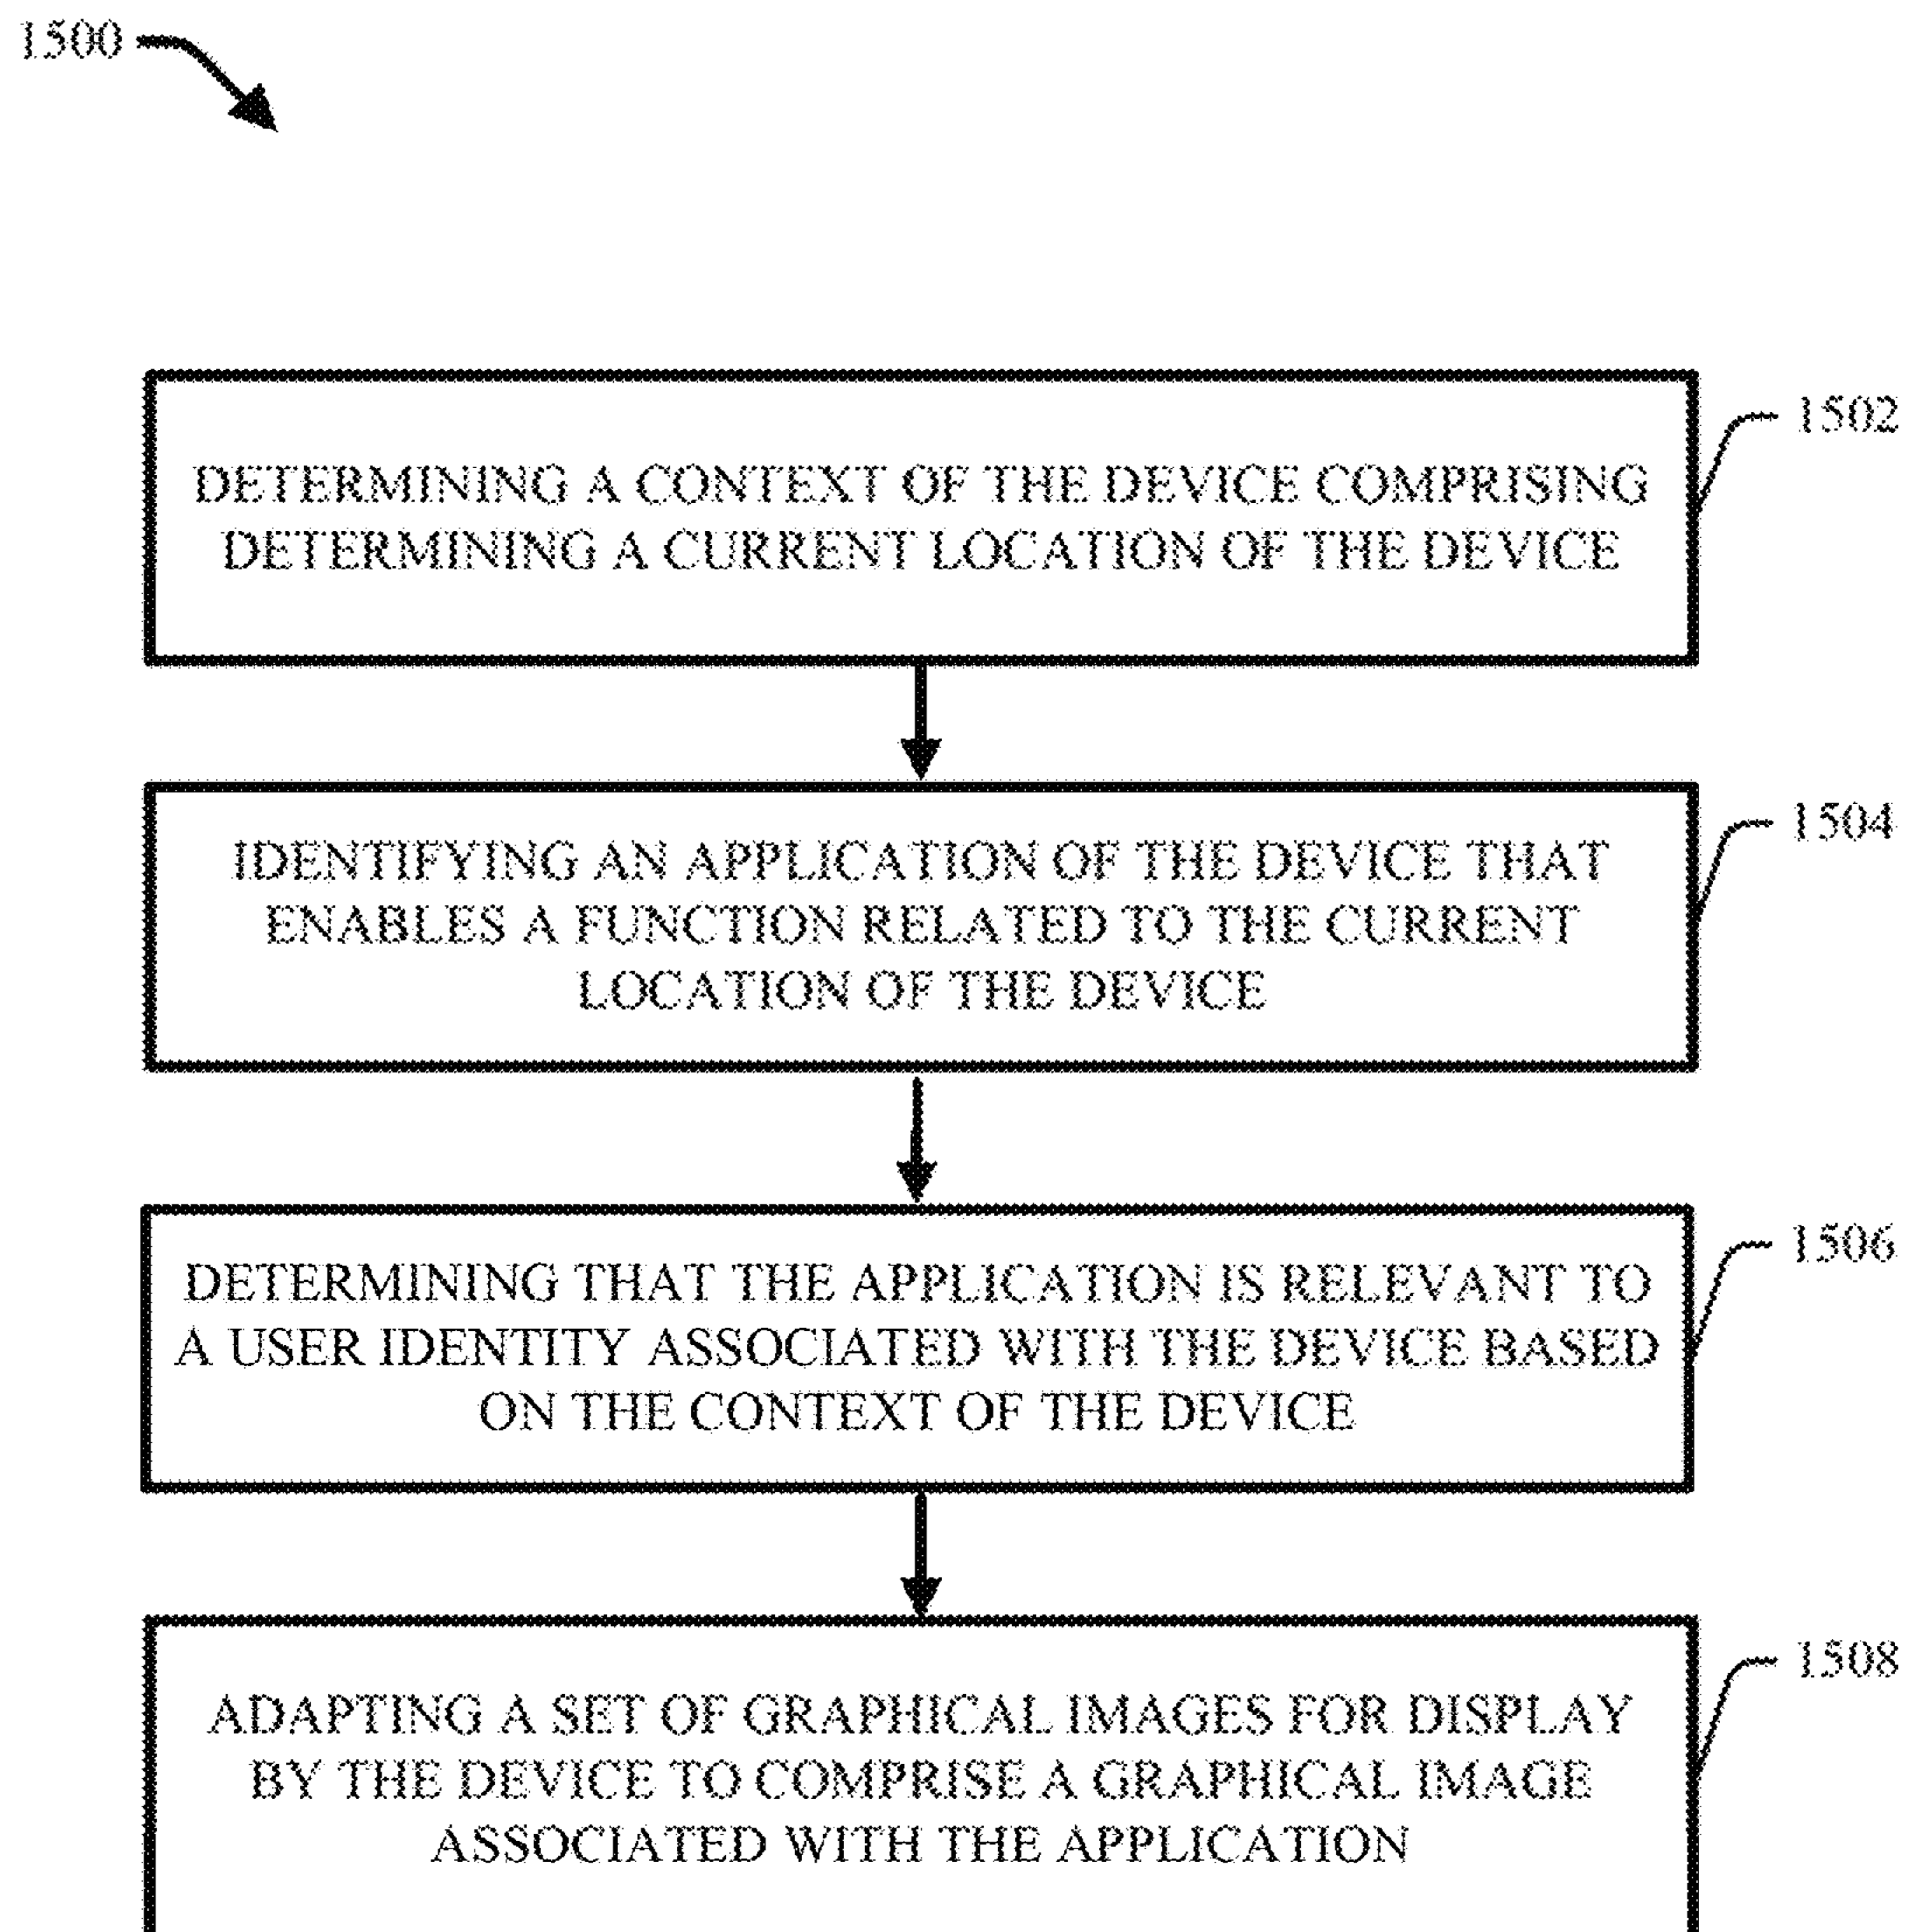 1500
DETERMINING A CONTEXT OF THE DEVICE COMPRISING
DETERMINING A CURRENT LOCATION OF THE DEVICE
1502
IDENTIFYING AN APPLICATION OF THE DEVICE THAT
ENABLES A FUNCTION RELATED TO THE CURRENT
LOCATION OF THE DEVICE
1504
DETERMINING THAT THE APPLICATION IS RELEVANT TO
A USER IDENTITY ASSOCIATED WITH THE DEVICE BASED
ON THE CONTEXT OF THE DEVICE
1506
ADAPTING A SET OF GRAPHICAL IMAGES FOR DISPLAY
BY THE DEVICE TO COMPRISE A GRAPHICAL IMAGE
ASSOCIATED WITH THE APPLICATION
1508